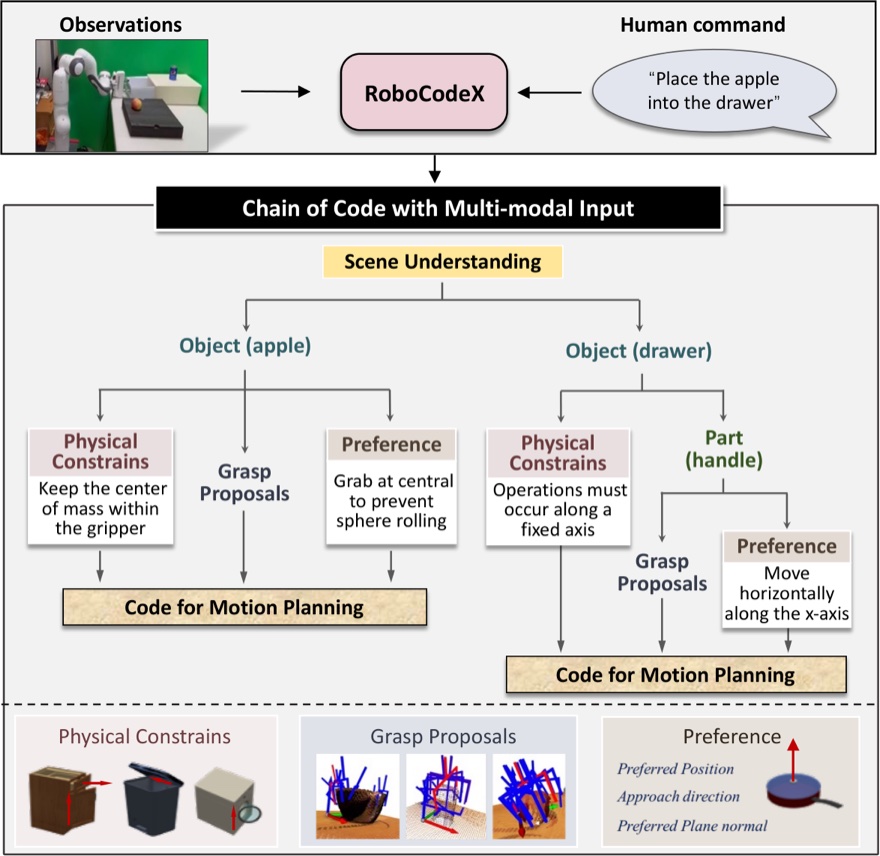 Observations
Human command
RoboCodeX
“Place the apple
into the drawer”
Chain of Code with Multi-modal Input
Scene Understanding
Object (apple)
Object (drawer)
Physical
Constrains
Keep the center
of mass within
the gripper
Grasp
Proposals
Preference
Grab at central
to prevent
sphere rolling
Physical
Constrains
Operations must
occur along a
fixed axis
Part
(handle)
Grasp
Proposals
Preference
Move
horizontally
along the x-axis
Code for Motion Planning
Code for Motion Planning
Physical Constrains
Grasp Proposals
Preference
Preferred Position
Approach direction
Preferred Plane normal